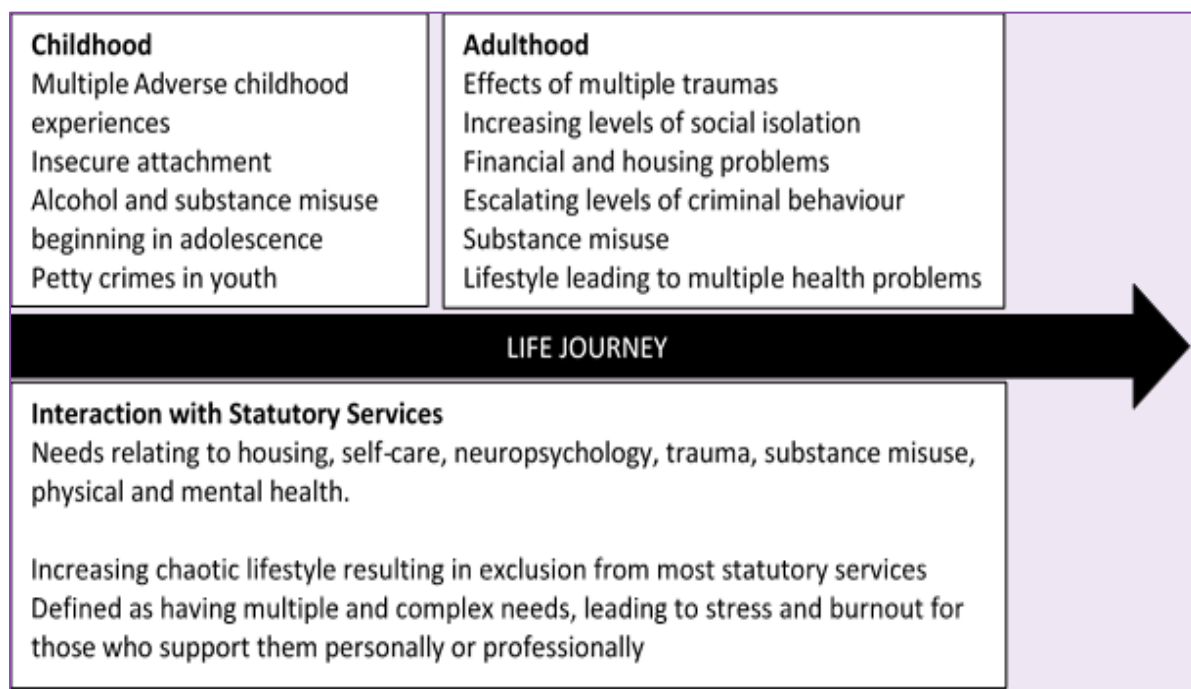 Childhood
Multiple Adverse childhood
experiences
Insecure attachment
Alcohol and substance misuse
beginning in adolescence
Petty crimes in youth
Adulthood
Effects of multiple traumas
Increasing levels of social isolation
Financial and housing problems
Escalating levels of criminal behaviour
Substance misuse
Lifestyle leading to multiple health problems
LIFE JOURNEY
Interaction with Statutory Services
Needs relating to housing, self-care, neuropsychology, trauma, substance misuse,
physical and mental health.
Increasing chaotic lifestyle resulting in exclusion from most statutory services
Defined as having multiple and complex needs, leading to stress and burnout for
those who support them personally or professionally